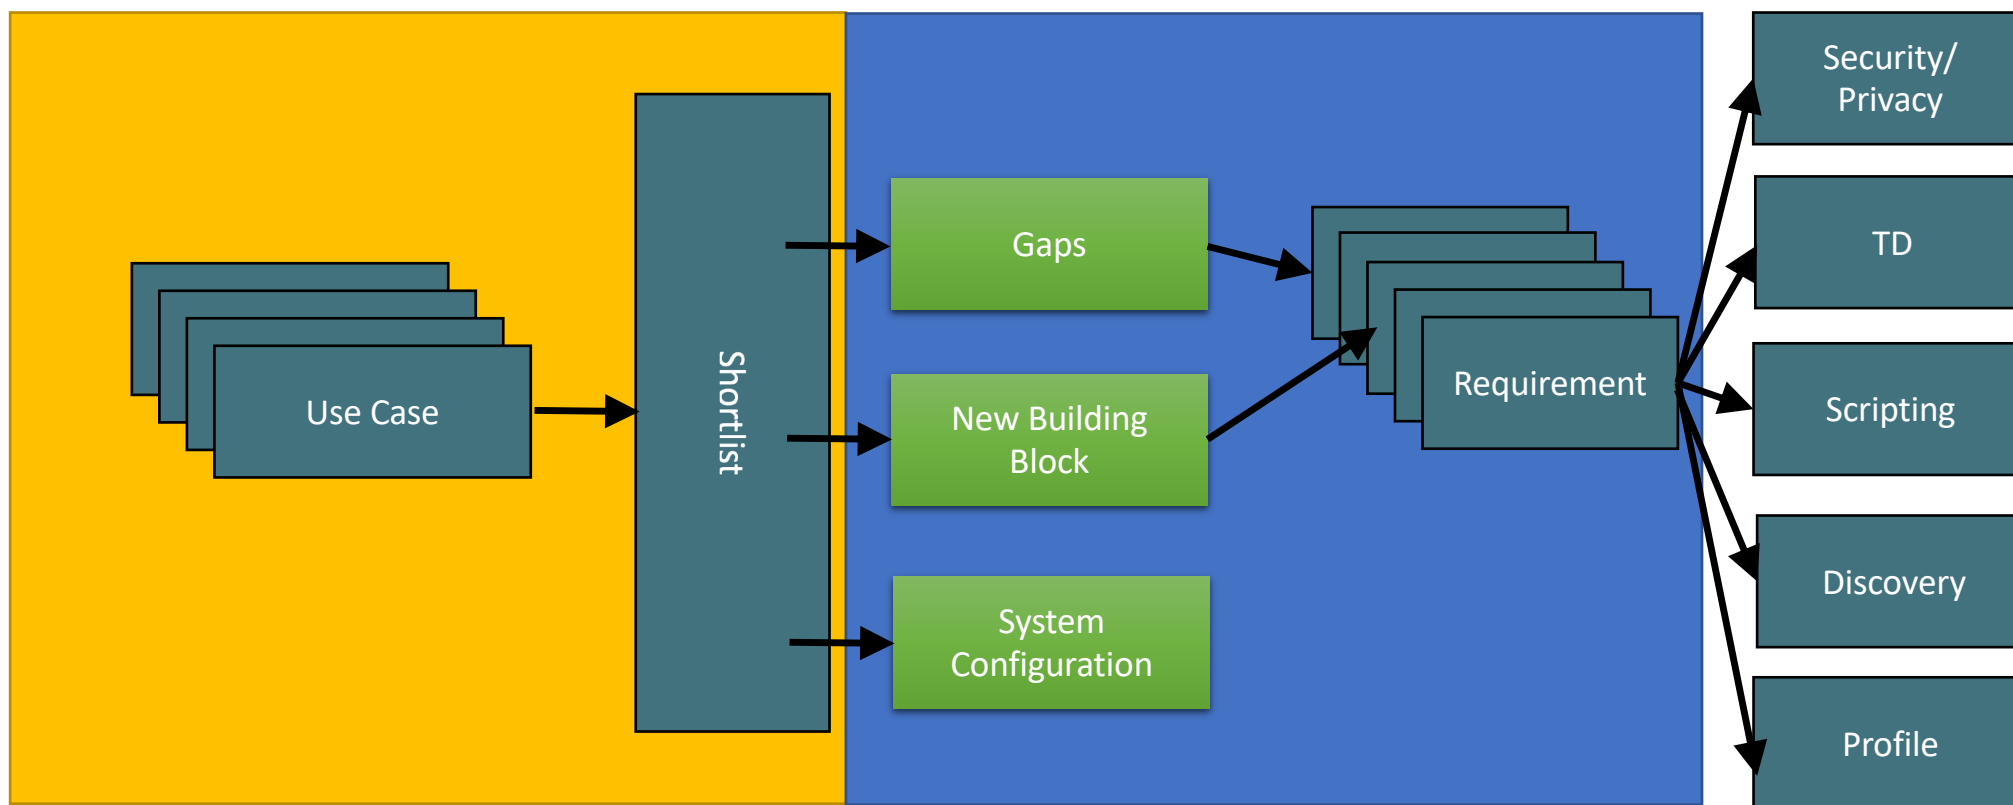 Use Case
Shortlist
Gaps
New Building
Block
System
Configuration
Requirement
Security/
Privacy
TD
Scripting
Discovery
Profile